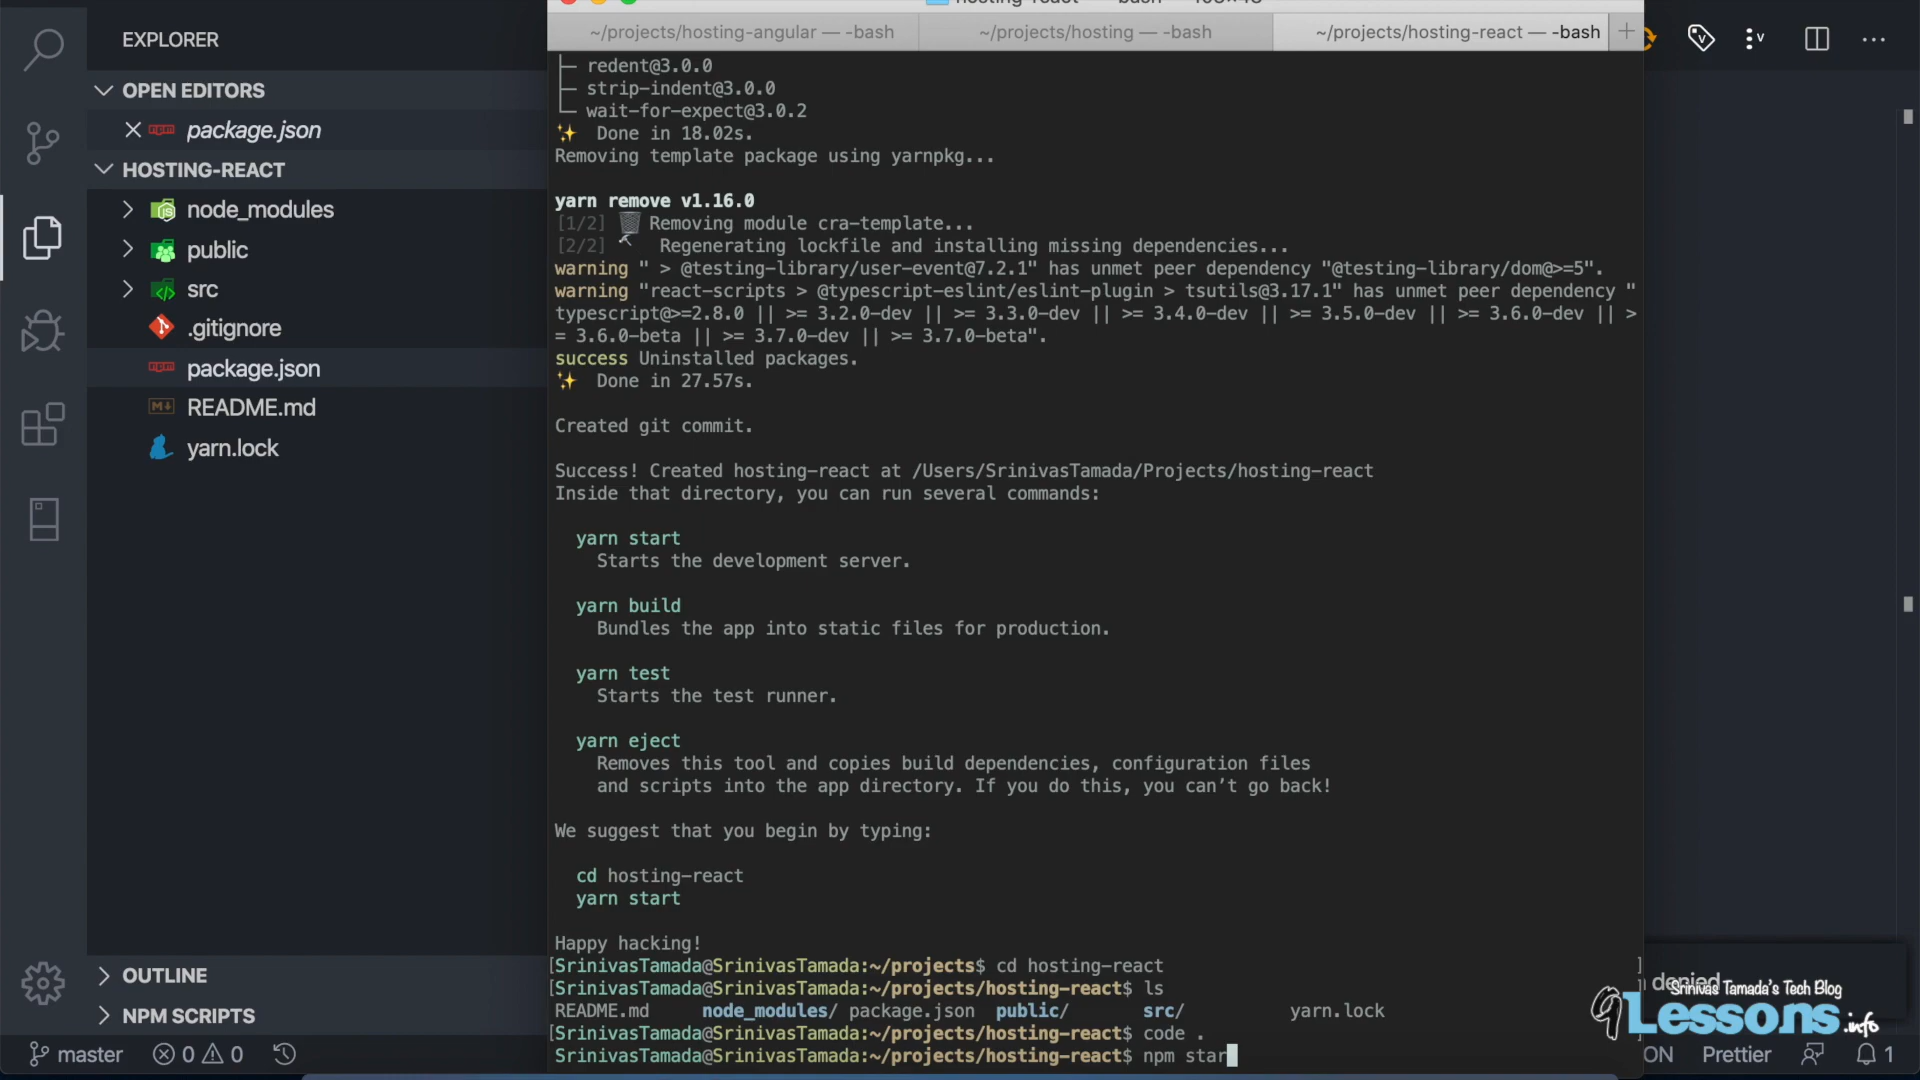 EXPLORER
OPEN EDITORS
package.json
HOSTING-REACT
node_modules
public
src
.gitignore
package.json
README.md
yarn.lock
OUTLINE
NPM SCRIPTS
master
0
0
~/projects/hosting-angular — -bash
~/projects/hosting — -bash
~/projects/hosting-react — -bash
├─ redent@3.0.0
├─ strip-indent@3.0.0
└─ wait-for-expect@3.0.2
✨ Done in 18.02s.
Removing template package using yarnpkg...
yarn remove v1.16.0
[1/2] 🗑 Removing module cra-template...
[2/2] 🔨 Regenerating lockfile and installing missing dependencies...
warning " > @testing-library/user-event@7.2.1" has unmet peer dependency "@testing-library/dom@>=5".
warning "react-scripts > @typescript-eslint/eslint-plugin > tsutils@3.17.1" has unmet peer dependency "
typescript@>=2.8.0 || >= 3.2.0-dev || >= 3.3.0-dev || >= 3.4.0-dev || >= 3.5.0-dev || >= 3.6.0-dev || >
= 3.6.0-beta || >= 3.7.0-dev || >= 3.7.0-beta".
success Uninstalled packages.
✨ Done in 27.57s.
Created git commit.
Success! Created hosting-react at /Users/SrinivasTamada/Projects/hosting-react
Inside that directory, you can run several commands:
yarn start
Starts the development server.
yarn build
Bundles the app into static files for production.
yarn test
Starts the test runner.
yarn eject
Removes this tool and copies build dependencies, configuration files
and scripts into the app directory. If you do this, you can't go back!
We suggest that you begin by typing:
cd hosting-react
yarn start
Happy hacking!
[SrinivasTamada@SrinivasTamada:~/projects$ cd hosting-react ]
[SrinivasTamada@SrinivasTamada:~/projects/hosting-react$ ls ]
README.md node_modules/ package.json public/ src/ yarn.lock
[SrinivasTamada@SrinivasTamada:~/projects/hosting-react$ code . ]
SrinivasTamada@SrinivasTamada:~/projects/hosting-react$ npm star
denied
Srinivas Tamada's Tech Blog
9Lessons.info
ON
Prettier
1